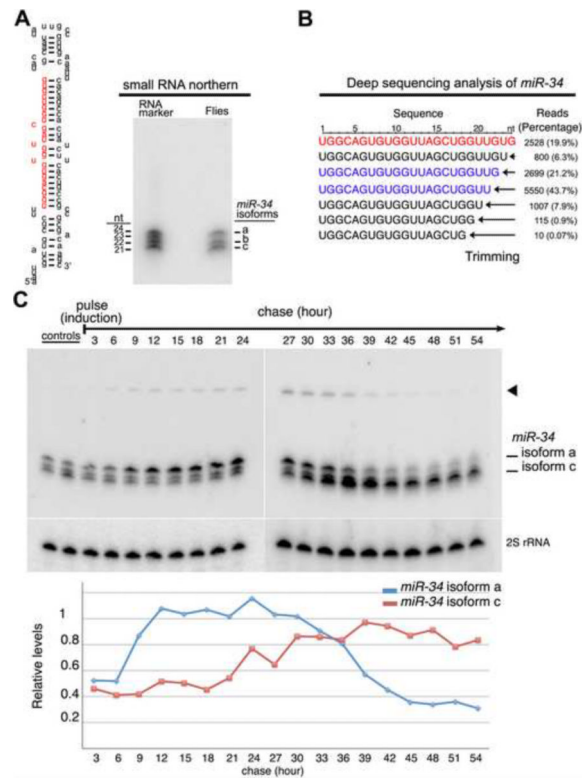 A
small RNA northern
RNA marker
Flies
miR-34 isoforms
nt
24
23
22
21
a
b
c
3'
5'
B
Deep sequencing analysis of miR-34
Sequence
Reads (Percentage)
1 5 10 15 20 nt
UGGCAGUGUGGUUAGCUGGUUGUG 2528 (19.9%)
UGGCAGUGUGGUUAGCUGGUUGU 800 (6.3%)
UGGCAGUGUGGUUAGCUGGUUG 2699 (21.2%)
UGGCAGUGUGGUUAGCUGGUU 5550 (43.7%)
UGGCAGUGUGGUUAGCUGGU 1007 (7.9%)
UGGCAGUGUGGUUAGCUGG 115 (0.9%)
UGGCAGUGUGGUUAGCUG 10 (0.07%)
Trimming
C
pulse (induction)
chase (hour)
controls 3 6 9 12 15 18 21 24 27 30 33 36 39 42 45 48 51 54
miR-34
isoform a
isoform c
2S rRNA
miR-34 isoform a
miR-34 isoform c
Relative levels
1
0.8
0.6
0.4
0.2
3 6 9 12 15 18 21 24 27 30 33 36 39 42 45 48 51 54
chase (hour)